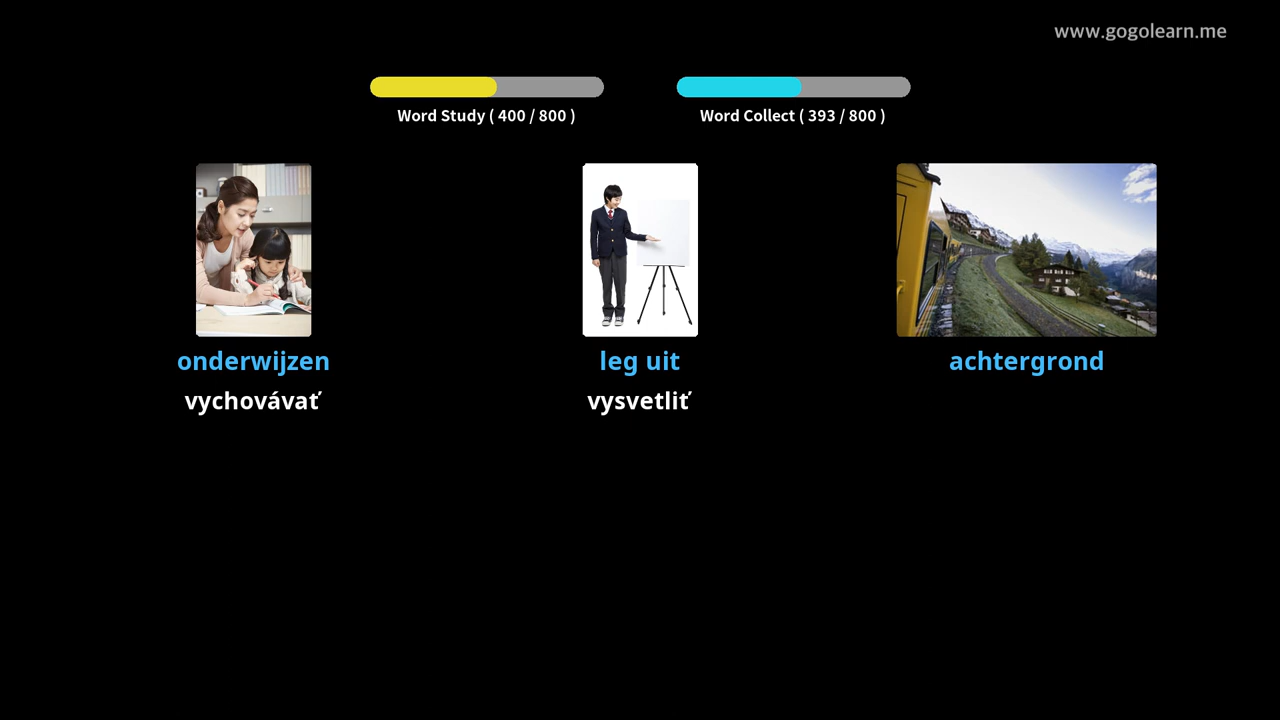 www.gogolearn.me
Word Study ( 400 / 800 )
Word Collect ( 393 / 800 )
onderwijzen
vychovávať
leg uit
vysvetliť
achtergrond